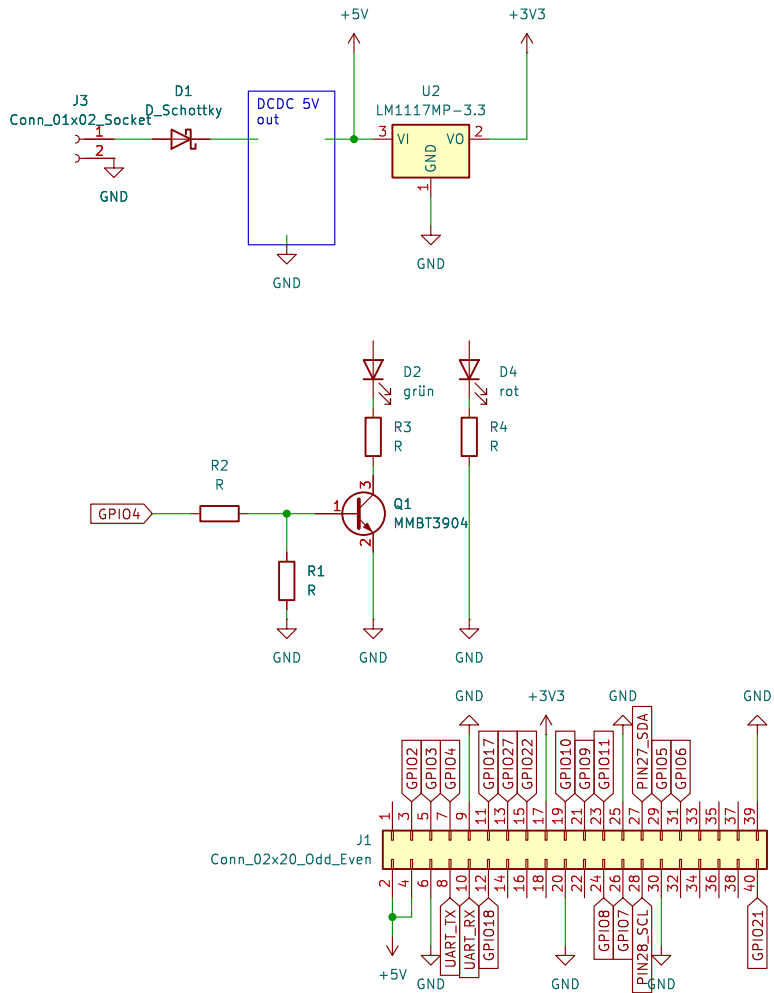 +5V
+3V3
J3
Conn_01x02_Socket
1
2
GND
D1
D_Schottky
DCDC 5V
out
GND
U2
LM1117MP-3.3
3
VI
VO
2
GND
1
GND
D2
grün
D4
rot
R3
R
R4
R
R2
R
GPIO4
1
3
2
Q1
MMBT3904
R1
R
GND
GND
GND
GND
+3V3
GND
GND
GPIO2
GPIO3
GPIO4
GPIO17
GPIO27
GPIO22
GPIO10
GPIO9
GPIO11
PIN27_SDA
GPIO5
GPIO6
1
3
5
7
9
11
13
15
17
19
21
23
25
27
29
31
33
35
37
39
J1
Conn_02x20_Odd_Even
2
4
6
8
10
12
14
16
18
20
22
24
26
28
30
32
34
36
38
40
UART_TX
UART_RX
GPIO18
GPIO8
GPIO7
PIN28_SCL
GPIO21
+5V
GND
GND
GND